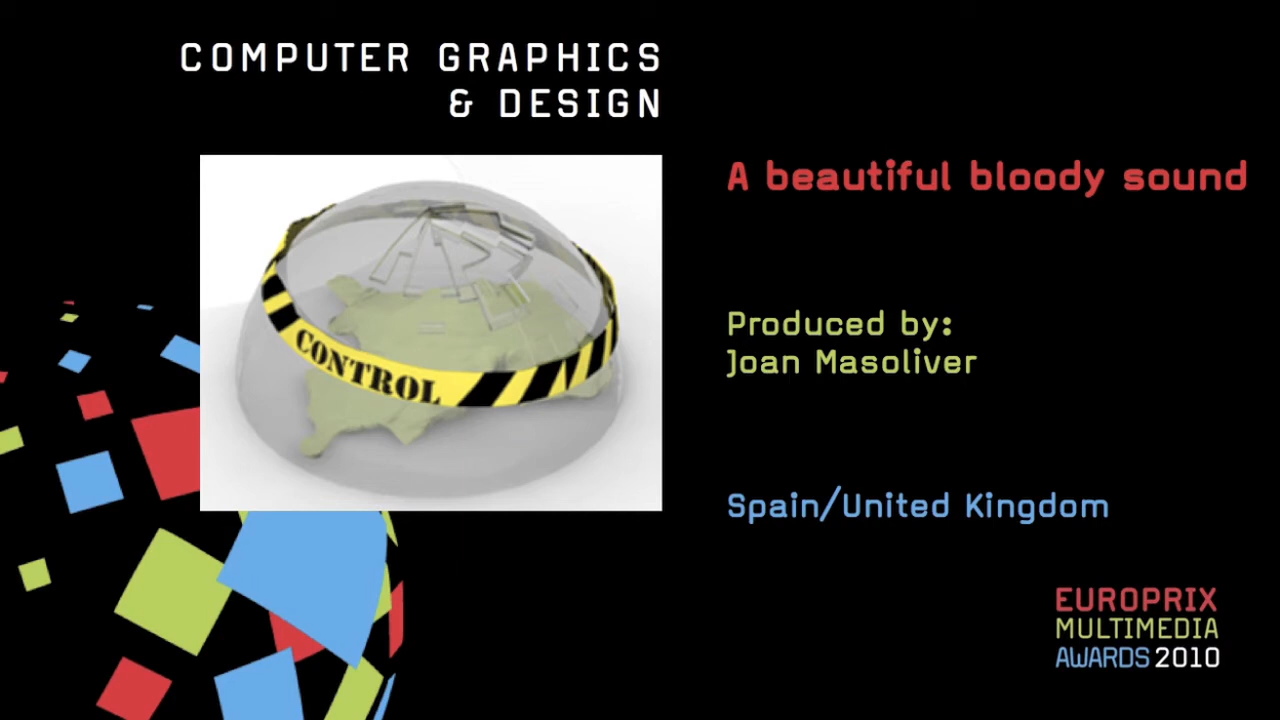 COMPUTER GRAPHICS
& DESIGN
A beautiful bloody sound
CONTROL
Produced by:
Joan Masoliver
Spain/United Kingdom
EUROPRIX
MULTIMEDIA
AWARDS 2010